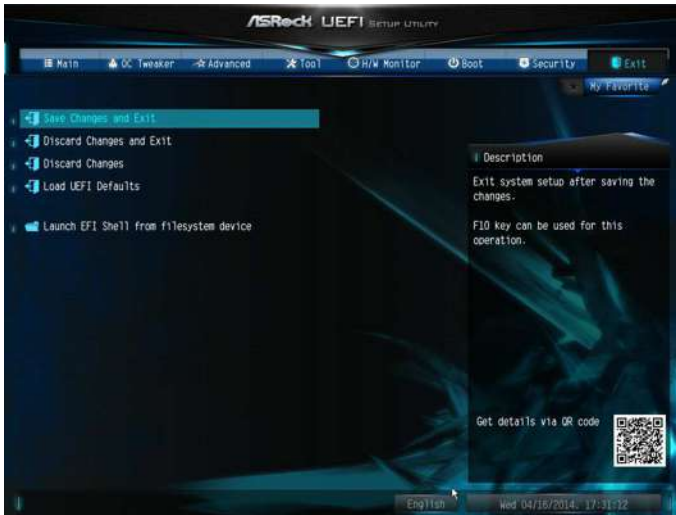 ASRock UEFI SETUP UTILITY
Main OC Tweaker Advanced Tool H/W Monitor Boot Security Exit
My Favorite
Save Changes and Exit
Discard Changes and Exit
Discard Changes
Load UEFI Defaults
Launch EFI Shell from filesystem device
Description
Exit system setup after saving the
changes.
F10 key can be used for this
operation.
Get details via QR code
English
Wed 04/16/2014. 17:31:12